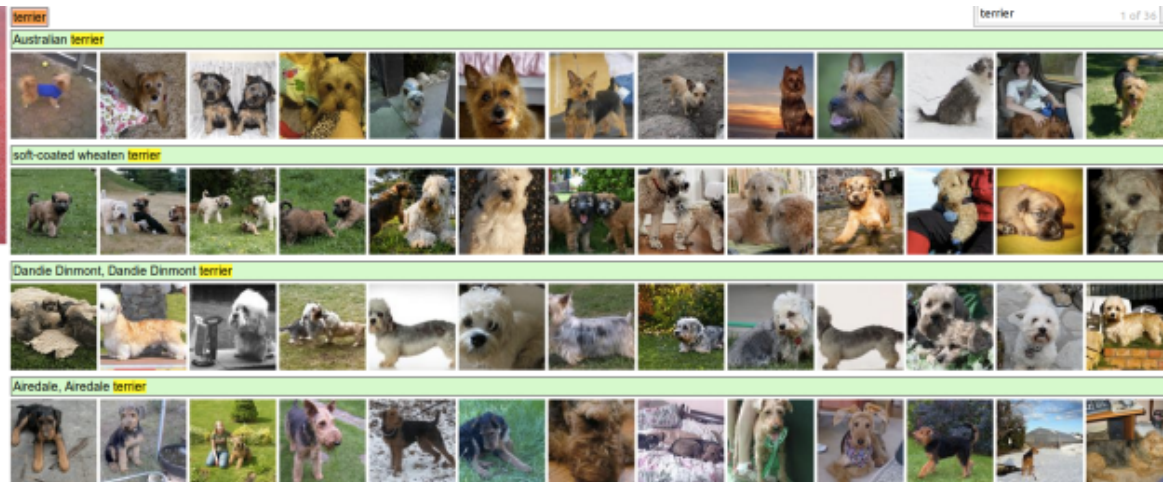 terrier
terrier 1 of 36
Australian terrier
soft-coated wheaten terrier
Dandie Dinmont, Dandie Dinmont terrier
Airedale, Airedale terrier